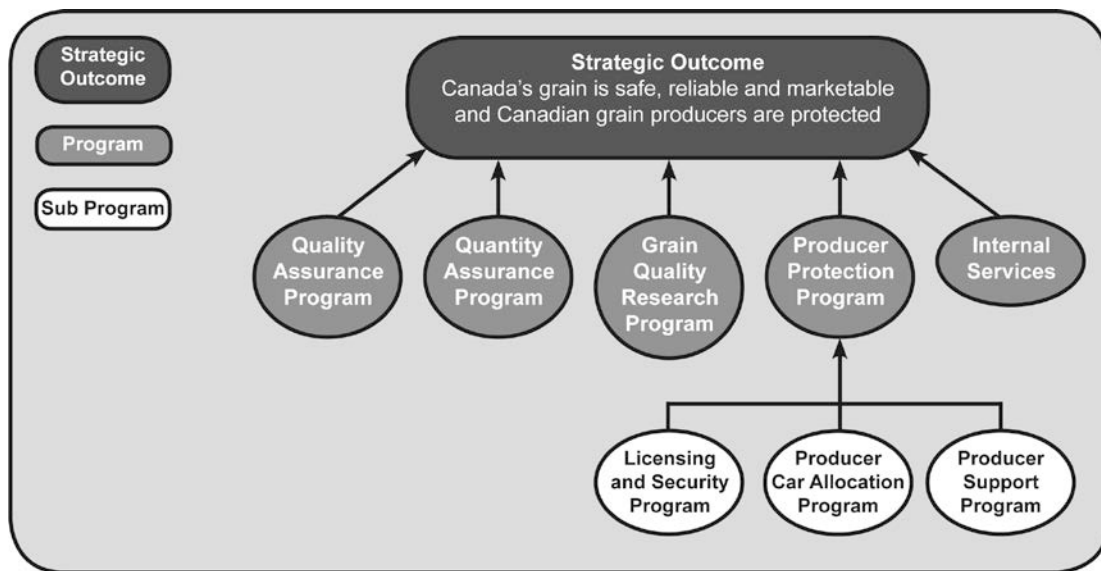 Strategic
Outcome
Program
Sub Program
Strategic Outcome
Canada's grain is safe, reliable and marketable
and Canadian grain producers are protected
Quality
Assurance
Program
Quantity
Assurance
Program
Grain
Quality
Research
Program
Producer
Protection
Program
Internal
Services
Licensing
and Security
Program
Producer
Car Allocation
Program
Producer
Support
Program